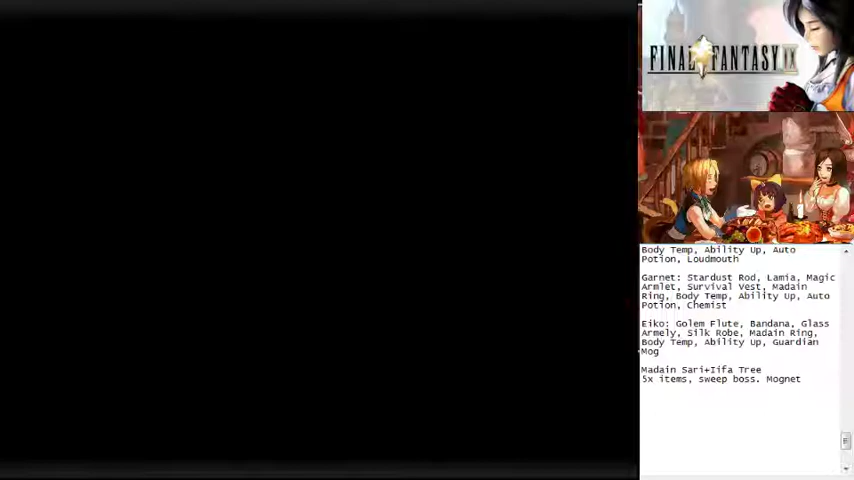 FINAL FANTASY IX
Body Temp, Ability Up, Auto
Potion, Loudmouth
Garnet: Stardust Rod, Lamia, Magic
Armlet, Survival Vest, Madain
Ring, Body Temp, Ability Up, Auto
Potion, Chemist
Eiko: Golem Flute, Bandana, Glass
Armely, Silk Robe, Madain Ring,
Body Temp, Ability Up, Guardian
Mog
Madain Sari+Iifa Tree
5x items, sweep boss. Mognet